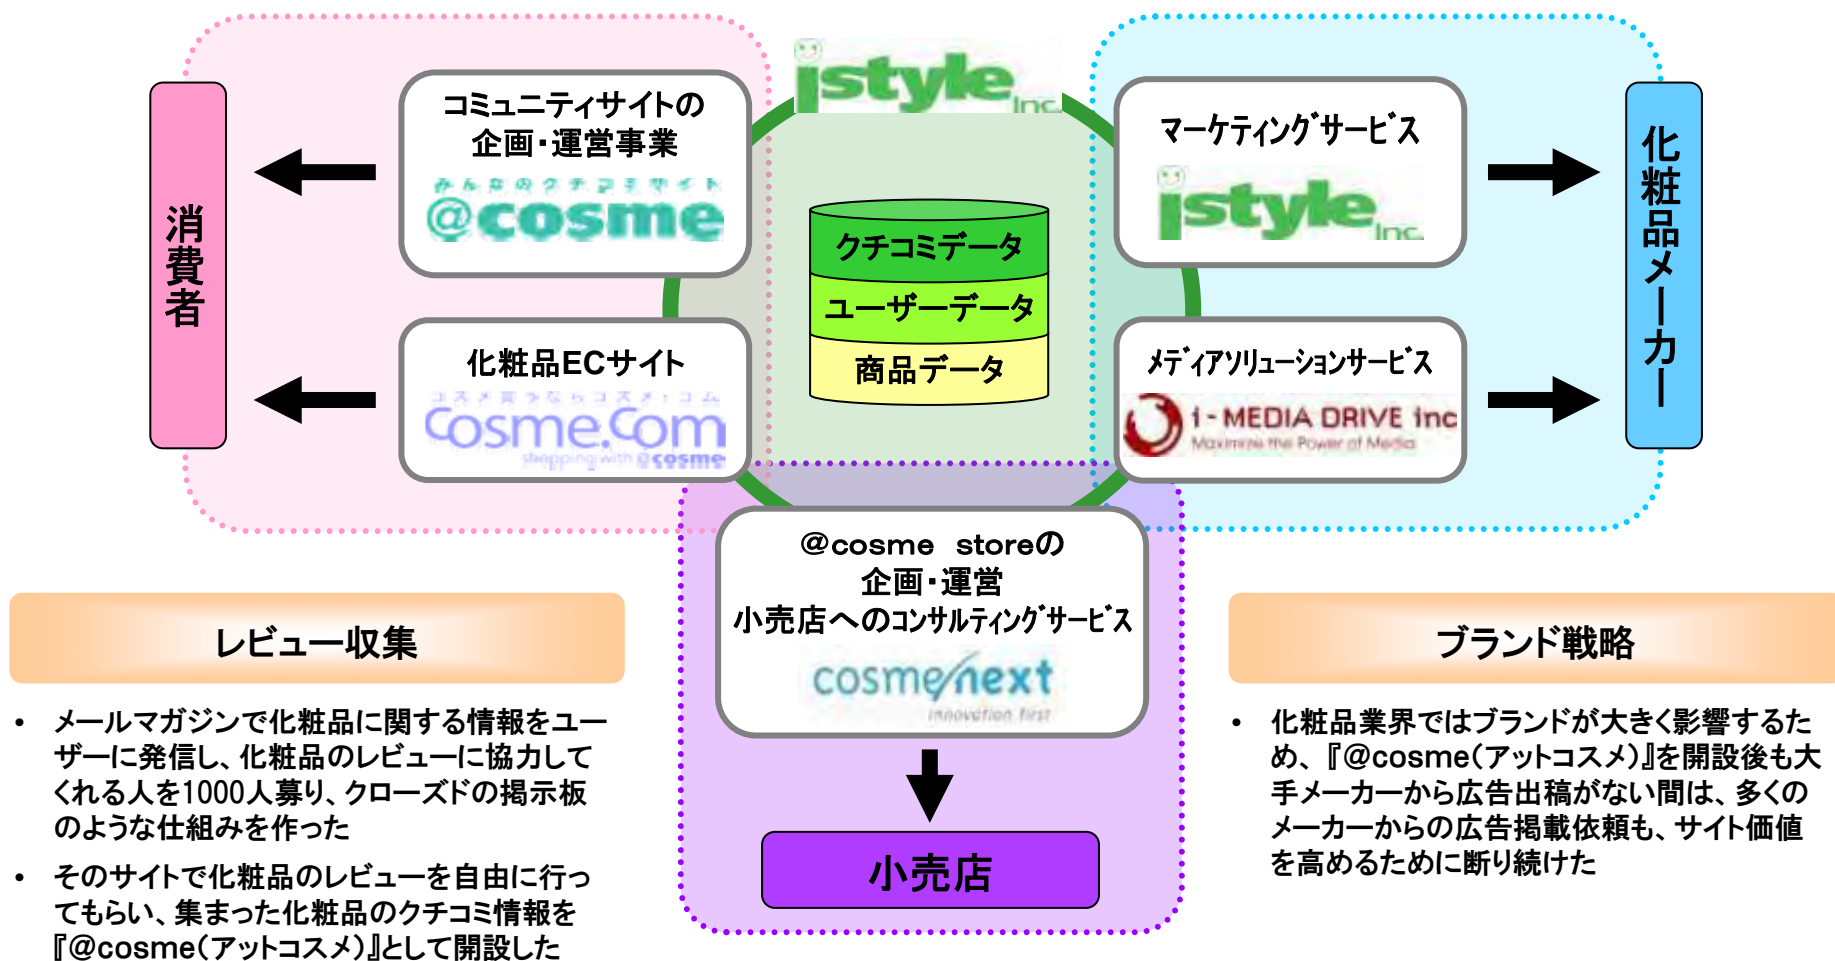 istyle Inc.
コミュニティサイトの
企画・運営事業
みんなのクチコミサイト
@cosme
消費者
化粧品ECサイト
コスメ買うならコスメ・コム
Cosme.Com
shopping with @cosme
クチコミデータ
ユーザーデータ
商品データ
マーケティングサービス
istyle Inc.
メディアソリューションサービス
i-MEDIA DRIVE inc
Maximize the Power of Media
化粧品メーカー
@cosme storeの
企画・運営
小売店へのコンサルティングサービス
cosme/next
innovation first
小売店
レビュー収集
• メールマガジンで化粧品に関する情報をユー
ザーに発信し、化粧品のレビューに協力して
くれる人を1000人募り、クローズドの掲示板
のような仕組みを作った
• そのサイトで化粧品のレビューを自由に行っ
てもらい、集まった化粧品のクチコミ情報を
『@cosme(アットコスメ)』として開設した
ブランド戦略
• 化粧品業界ではブランドが大きく影響するた
め、『@cosme(アットコスメ)』を開設後も大
手メーカーから広告出稿がない間は、多くの
メーカーからの広告掲載依頼も、サイト価値
を高めるために断り続けた